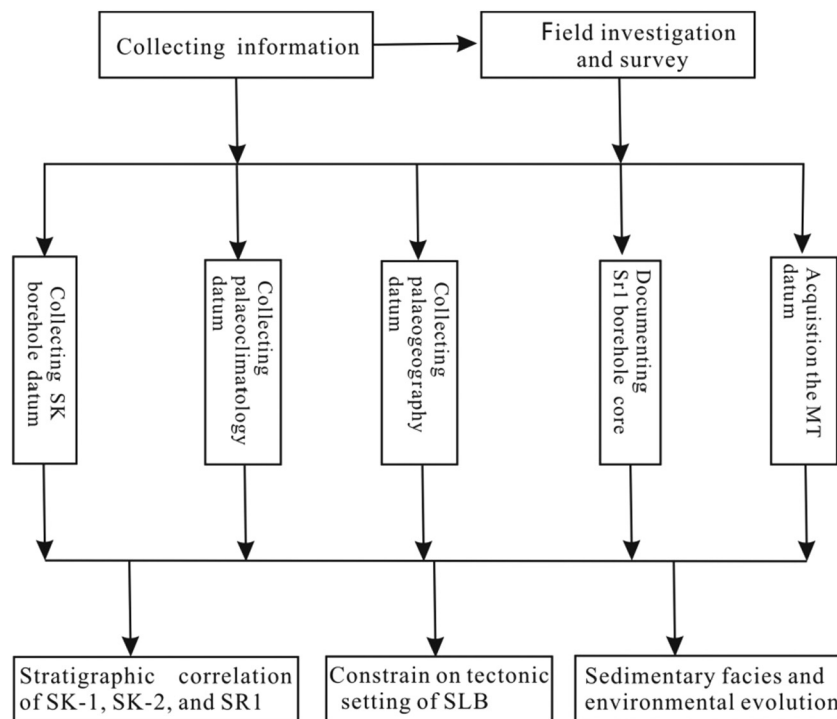 Collecting information
Field investigation
and survey
Collecting SK
borehole datum
Collecting
palaeoclimatology
datum
Collecting
palaeogeography
datum
Documenting
Sr1 borehole core
Acquistion the MT
datum
Stratigraphic correlation
of SK-1, SK-2, and SR1
Constrain on tectonic
setting of SLB
Sedimentary facies and
environmental evolution